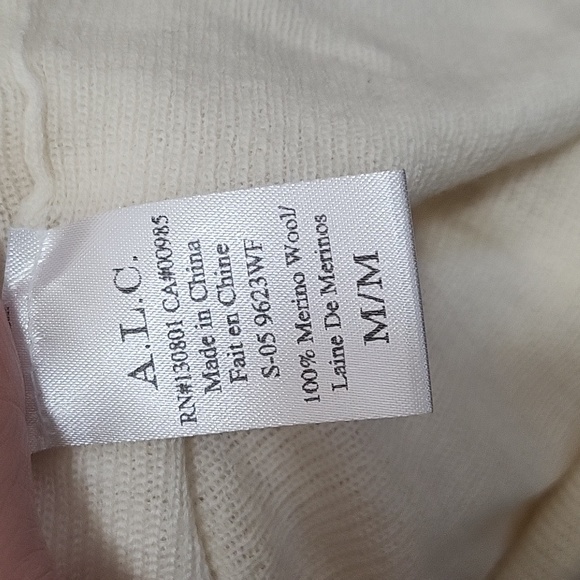 A.L.C.
RN#130801 CA#00985
Made in China
Fait en Chine
S-05 9623WF
100% Merino Wool/
Laine De Merinos
M/M